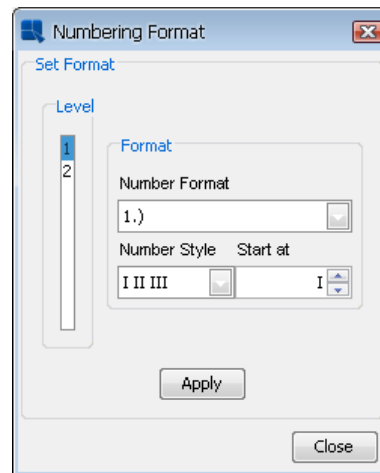 Numbering Format
Set Format
Level
1
2
Format
Number Format
1.)
Number Style Start at
I II III I
Apply
Close